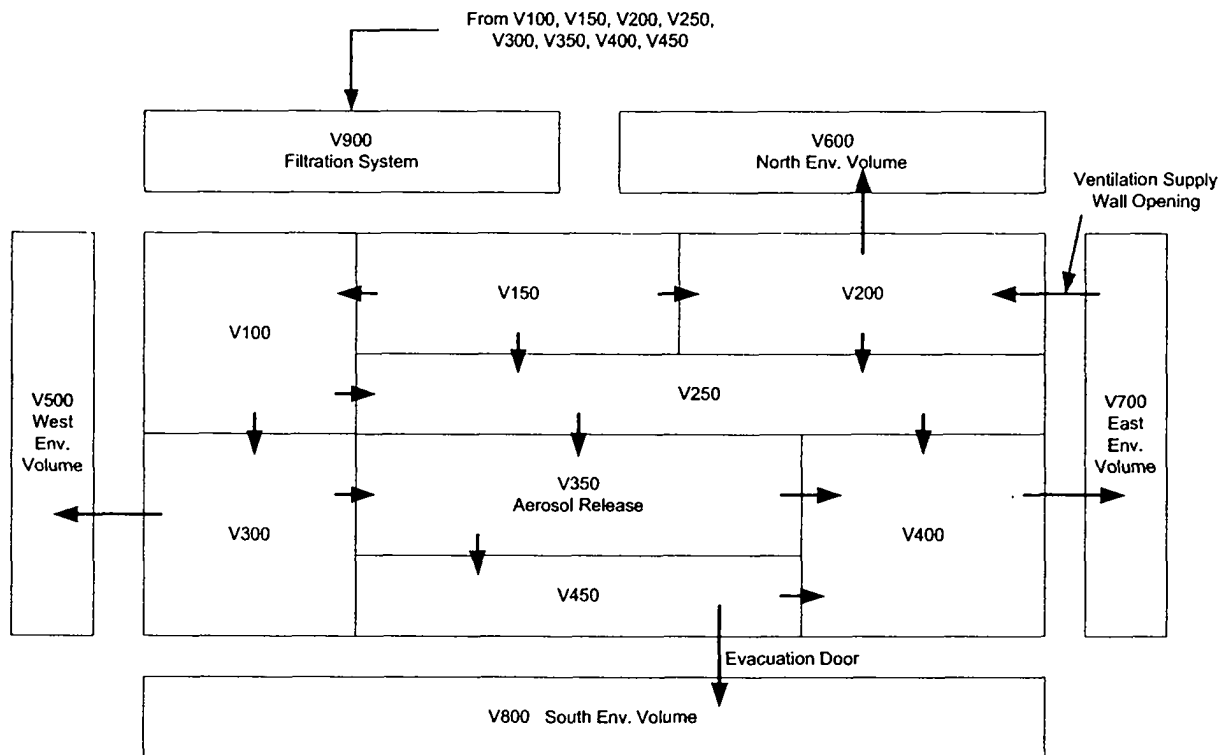 From V100, V150, V200, V250,
V300, V350, V400, V450
V900
Filtration System
V600
North Env. Volume
Ventilation Supply
Wall Opening
V150
V200
V100
V250
V500
West
Env.
Volume
V700
East
Env.
Volume
V350
Aerosol Release
V300
V400
V450
Evacuation Door
V800 South Env. Volume